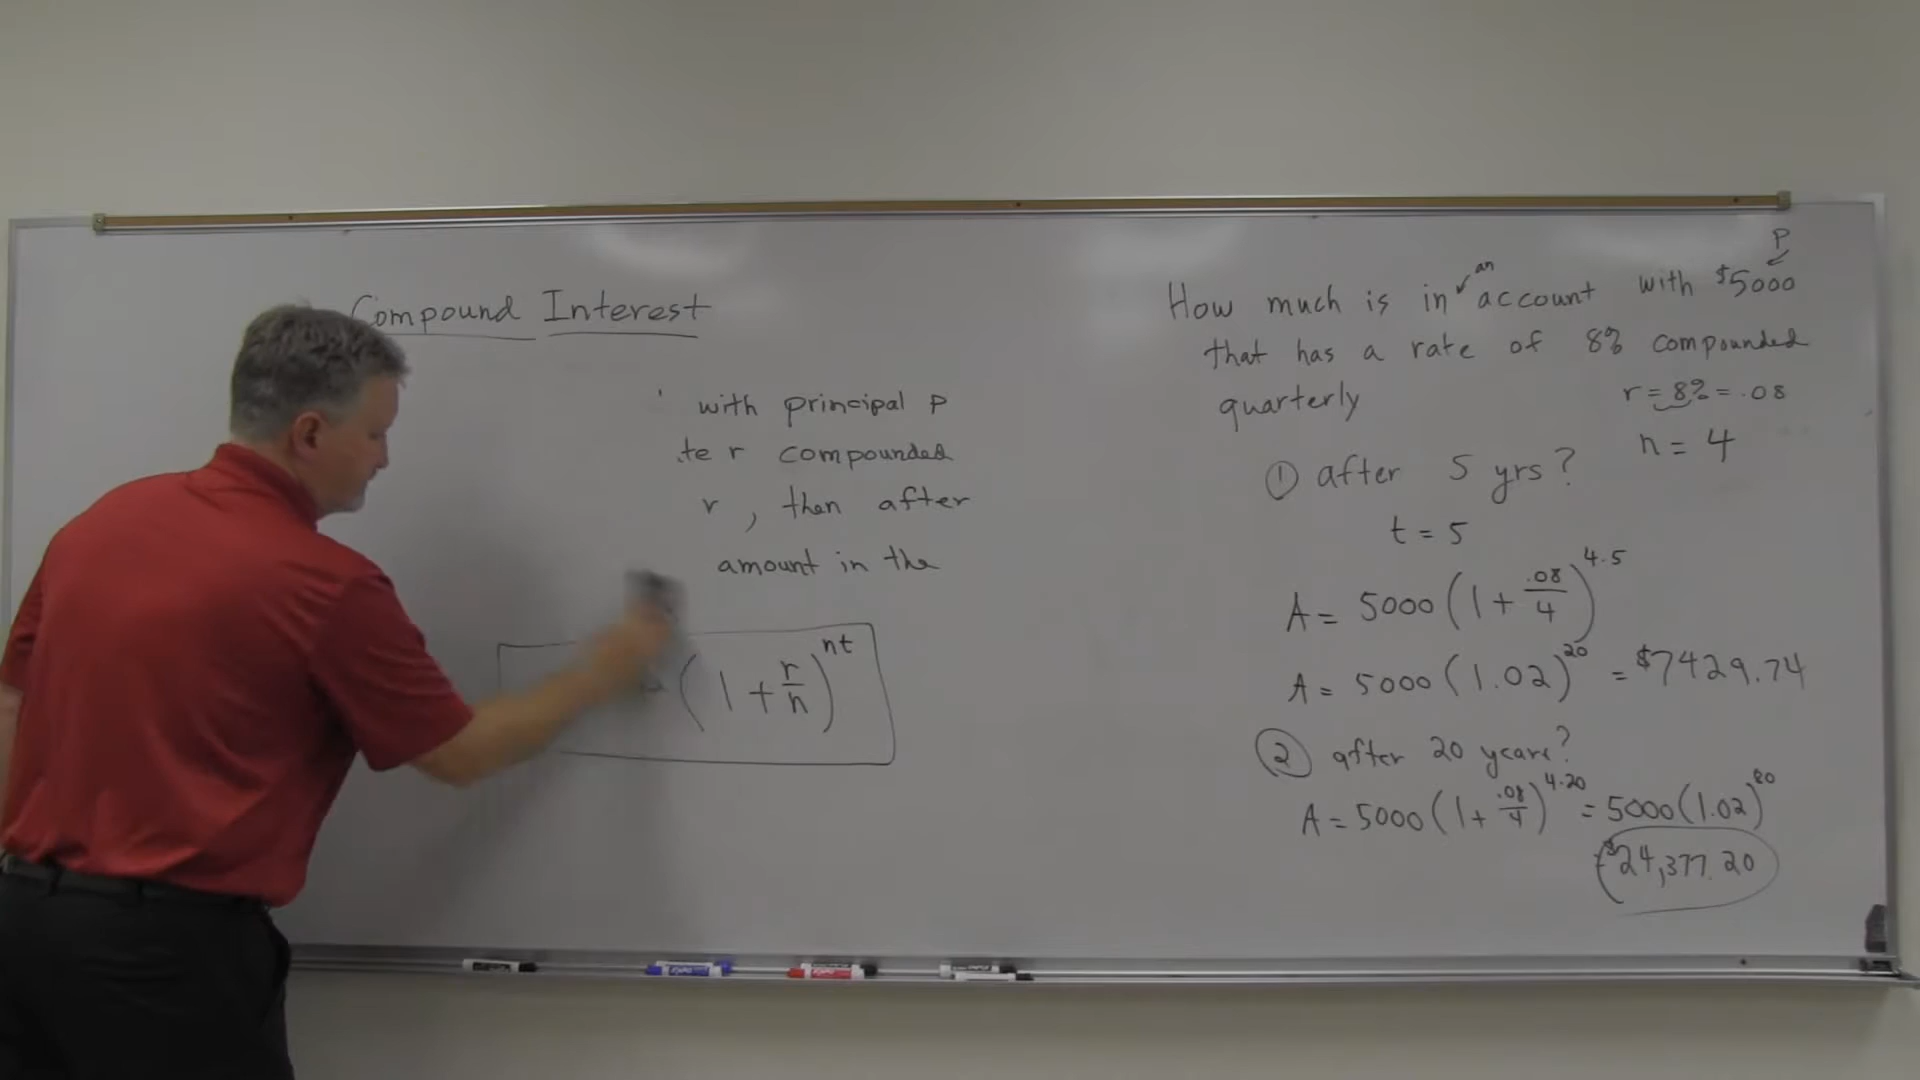 Compound Interest
with principal P
te r compounded
r, then after
amount in the
(1 + r/n)^nt
P
How much is in an account with $5000
that has a rate of 8% compounded
quarterly
r = 8% = .08
n = 4
① after 5 yrs?
t = 5
A = 5000 (1 + .08/4)^4·5
A = 5000 (1.02)^20 = $7429.74
② after 20 years?
A = 5000 (1 + .08/4)^4·20 = 5000 (1.02)^80
= $24,377.20